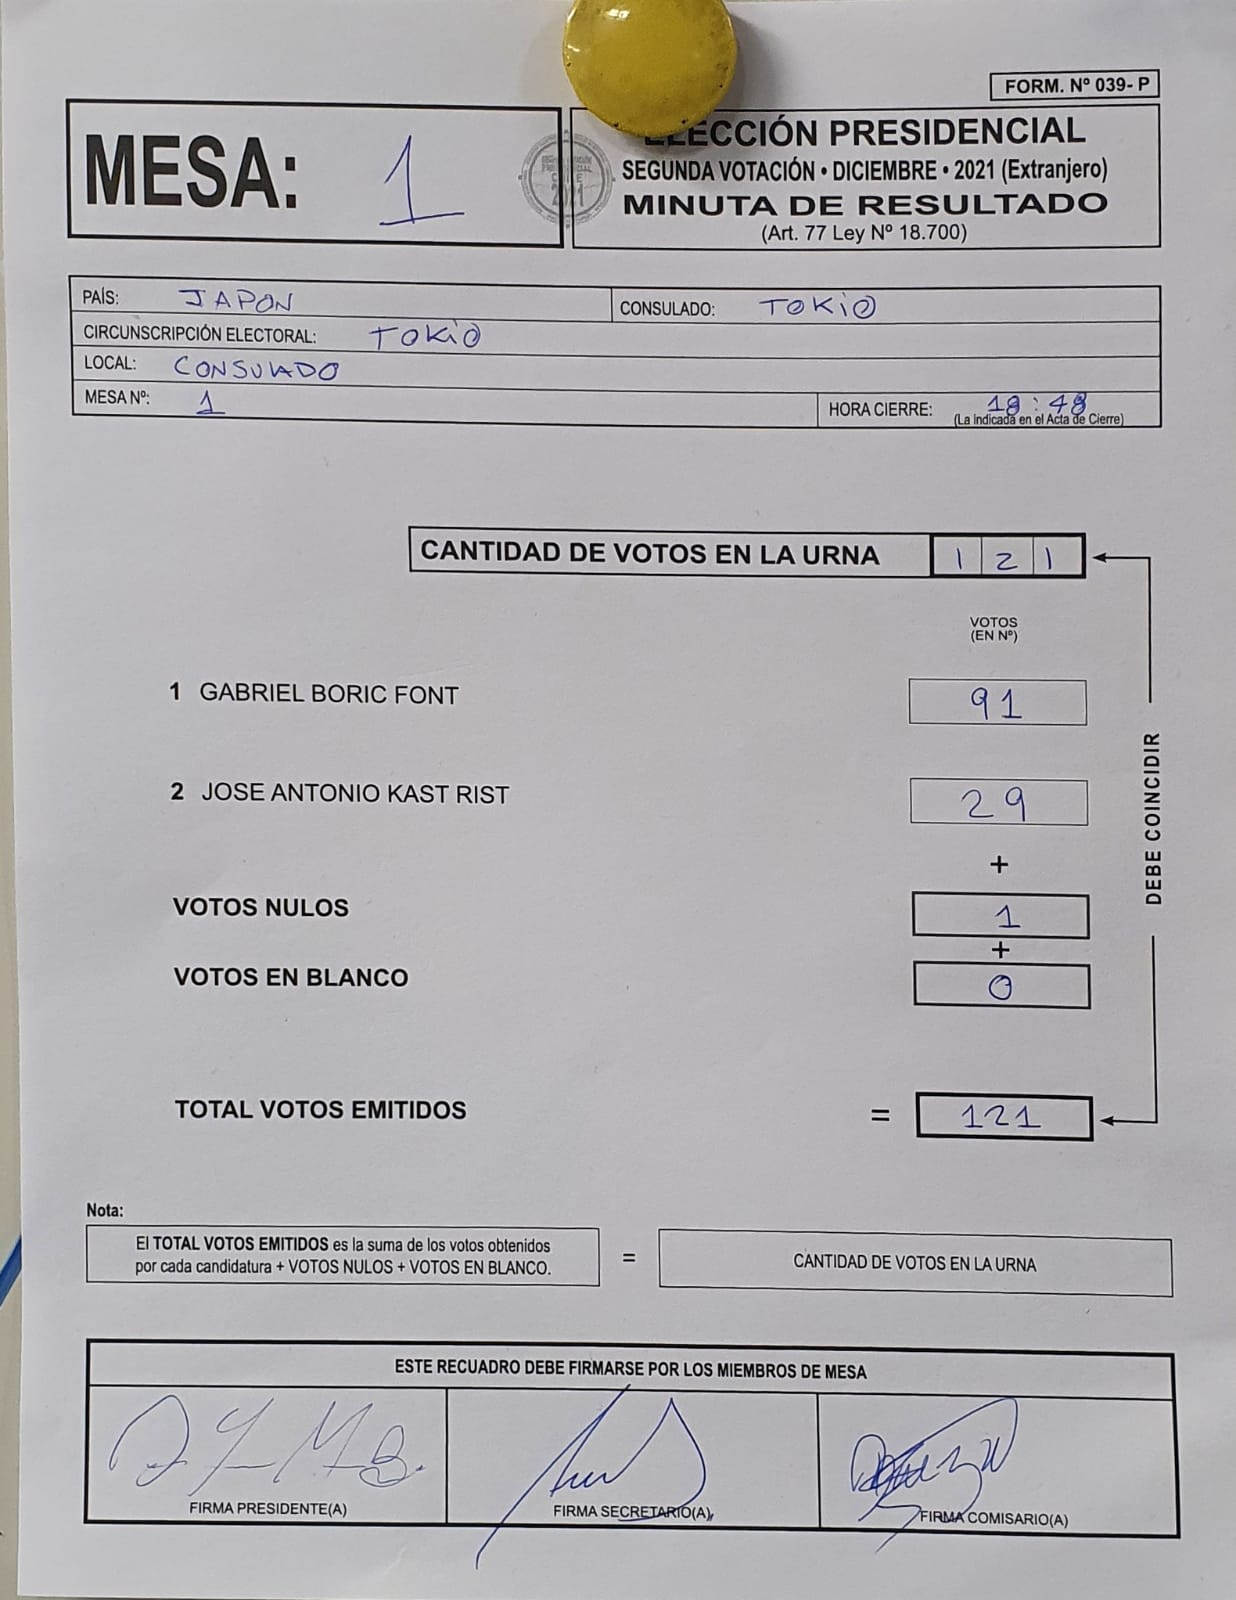 FORM. Nº 039- P
MESA: 1
ELECCIÓN PRESIDENCIAL
SEGUNDA VOTACIÓN • DICIEMBRE • 2021 (Extranjero)
MINUTA DE RESULTADO
(Art. 77 Ley Nº 18.700)
PAÍS: JAPON CONSULADO: TOKiO
CIRCUNSCRIPCIÓN ELECTORAL: TOKiO
LOCAL: CONSULADO
MESA Nº: 1 HORA CIERRE: 18:48
(La indicada en el Acta de Cierre)
CANTIDAD DE VOTOS EN LA URNA 1 2 1
VOTOS
(EN Nº)
1 GABRIEL BORIC FONT 91
2 JOSE ANTONIO KAST RIST 29
+
VOTOS NULOS 1
+
VOTOS EN BLANCO 0
DEBE COINCIDIR
TOTAL VOTOS EMITIDOS = 121
Nota:
El TOTAL VOTOS EMITIDOS es la suma de los votos obtenidos
por cada candidatura + VOTOS NULOS + VOTOS EN BLANCO.
= CANTIDAD DE VOTOS EN LA URNA
ESTE RECUADRO DEBE FIRMARSE POR LOS MIEMBROS DE MESA
FIRMA PRESIDENTE(A) FIRMA SECRETARIO(A) FIRMA COMISARIO(A)